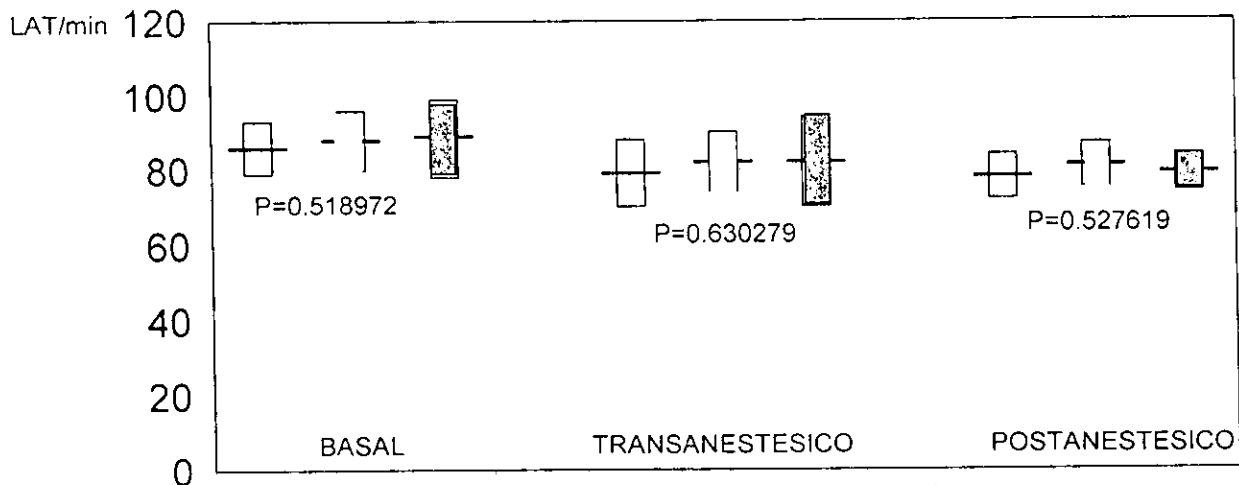 LAT/min
120
100
80
60
40
20
0
P=0.518972
P=0.630279
P=0.527619
BASAL
TRANSANESTESICO
POSTANESTESICO